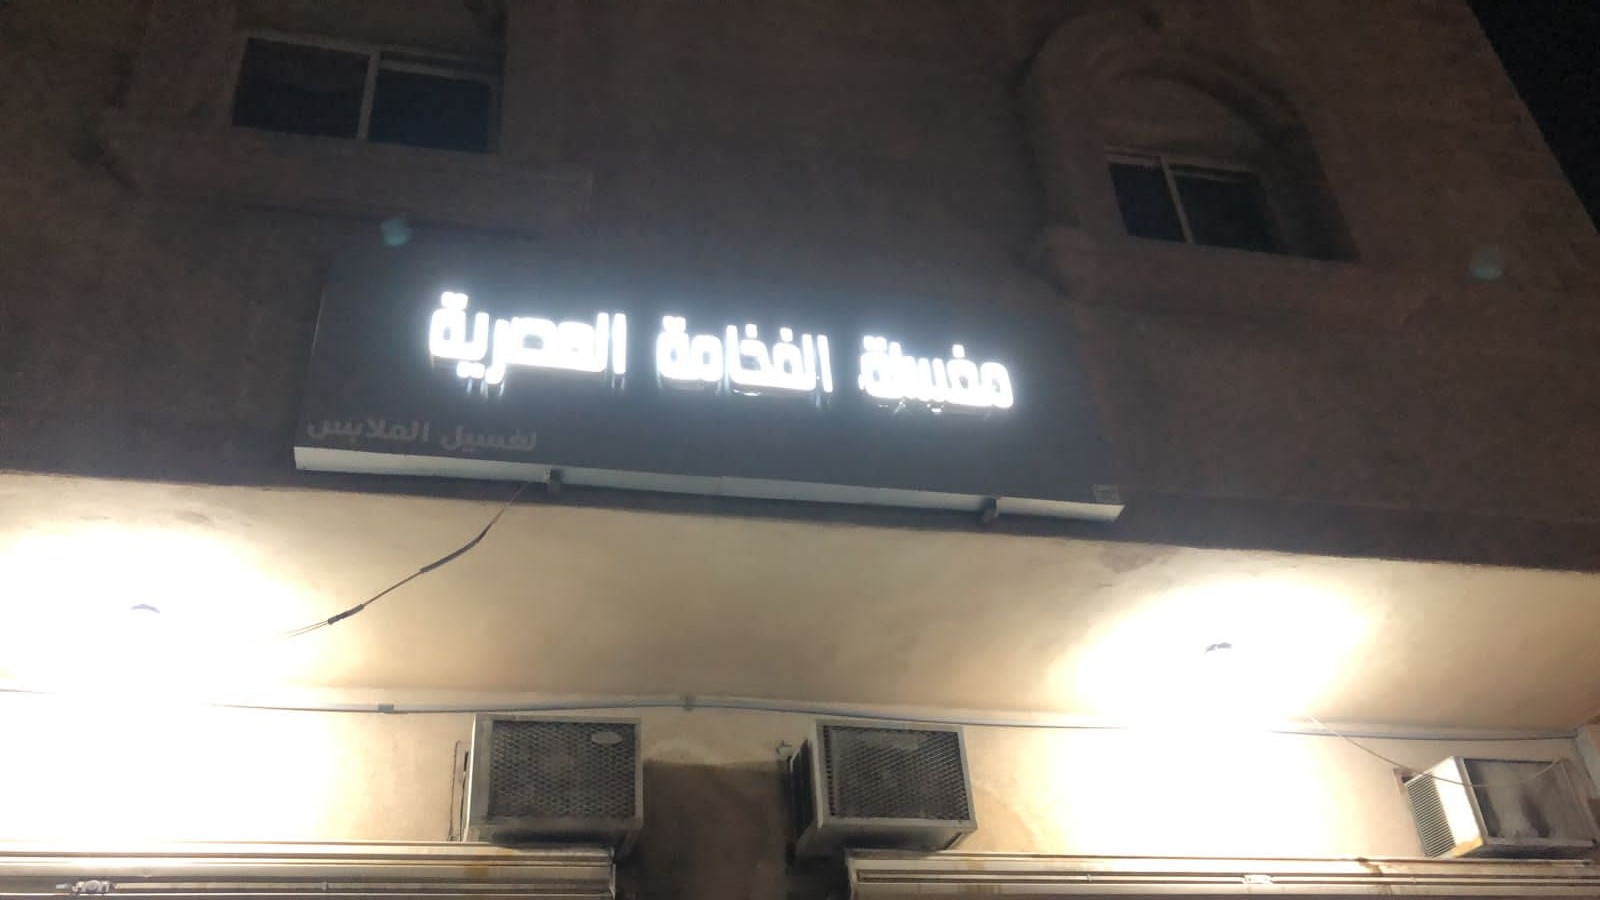 مغسلة الفخامة العصرية
لغسيل الملابس